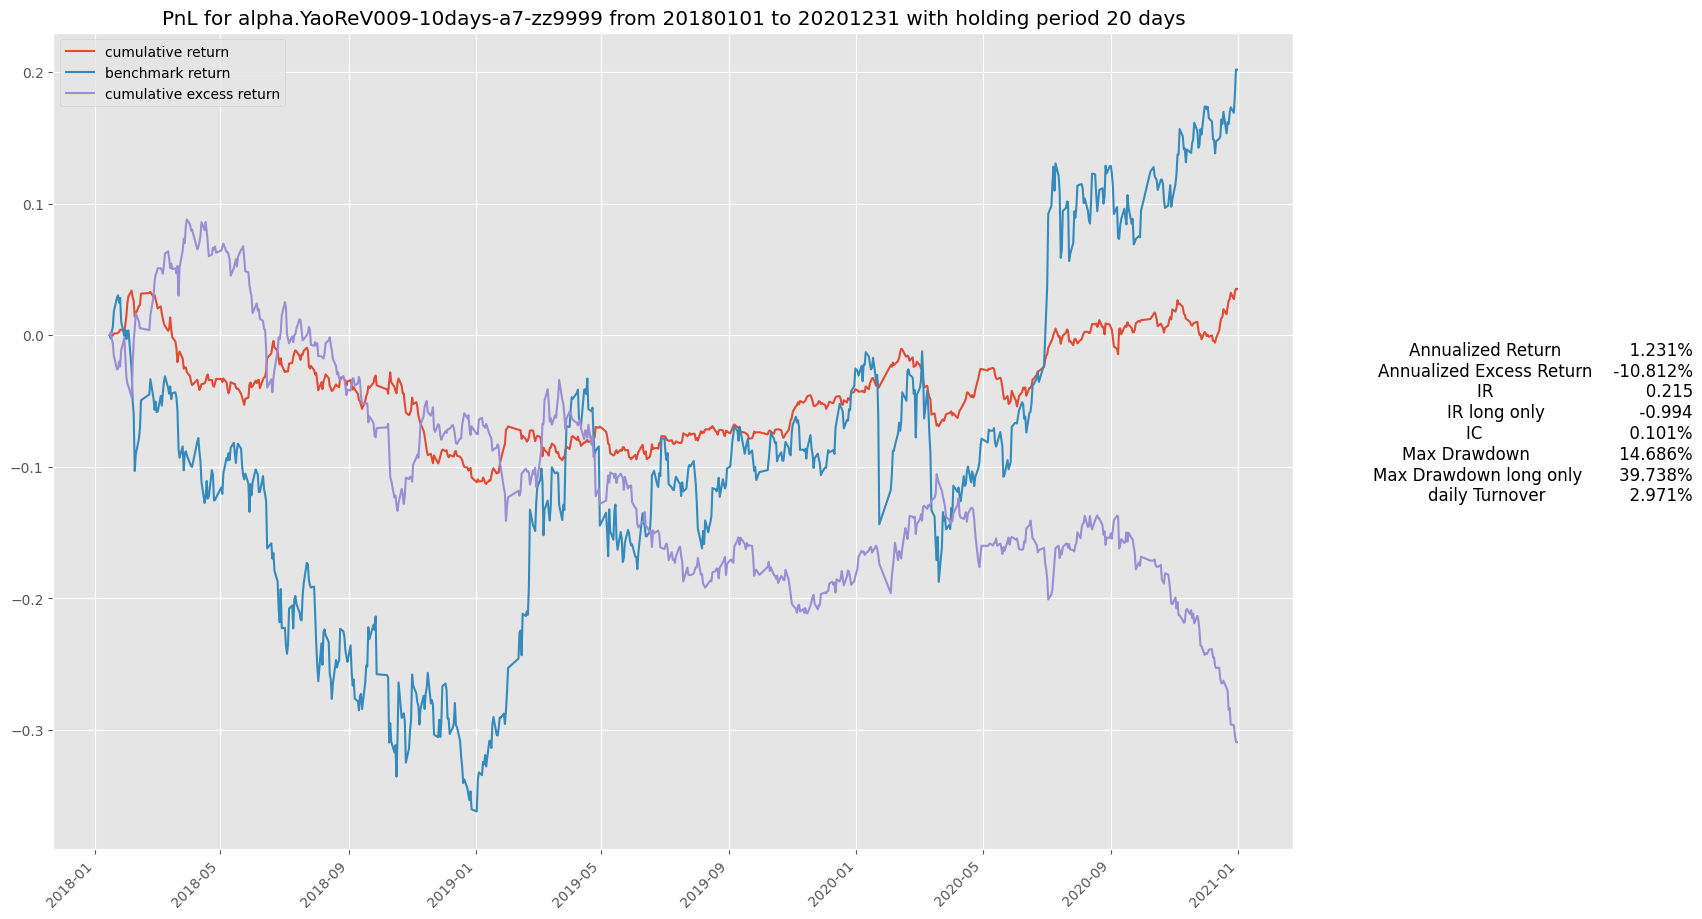 PnL for alpha.YaoReV009-10days-a7-zz9999 from 20180101 to 20201231 with holding period 20 days
cumulative return
benchmark return
cumulative excess return
0.2
0.1
0.0
−0.1
−0.2
−0.3
2018-01
2018-05
2018-09
2019-01
2019-05
2019-09
2020-01
2020-05
2020-09
2021-01
Annualized Return 1.231%
Annualized Excess Return -10.812%
IR 0.215
IR long only -0.994
IC 0.101%
Max Drawdown 14.686%
Max Drawdown long only 39.738%
daily Turnover 2.971%